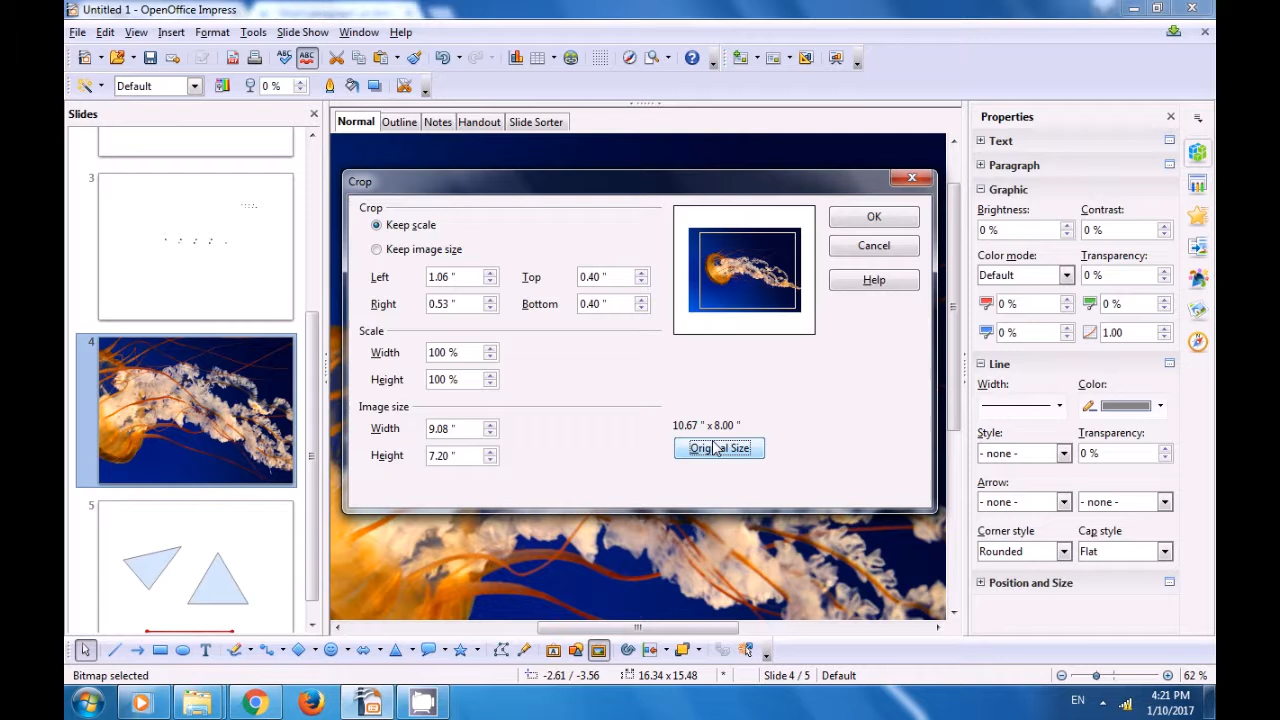 Untitled 1 - OpenOffice Impress
File Edit View Insert Format Tools Slide Show Window Help
Default
0 %
Slides
Normal Outline Notes Handout Slide Sorter
Properties
3
4
5
Crop
Crop
Keep scale
Keep image size
Left 1.06 " Top 0.40 "
Right 0.53 " Bottom 0.40 "
Scale
Width 100 %
Height 100 %
Image size
Width 9.08 "
Height 7.20 "
10.67 " x 8.00 "
Original Size
OK
Cancel
Help
Text
Paragraph
Graphic
Brightness: Contrast:
0 % 0 %
Color mode: Transparency:
Default 0 %
0 % 0 %
0 % 1.00
Line
Width: Color:
Style: Transparency:
- none - 0 %
Arrow:
- none - - none -
Corner style Cap style
Rounded Flat
Position and Size
Bitmap selected -2.61 / -3.56 16.34 x 15.48 * Slide 4 / 5 Default 62 %
EN 4:21 PM
1/10/2017